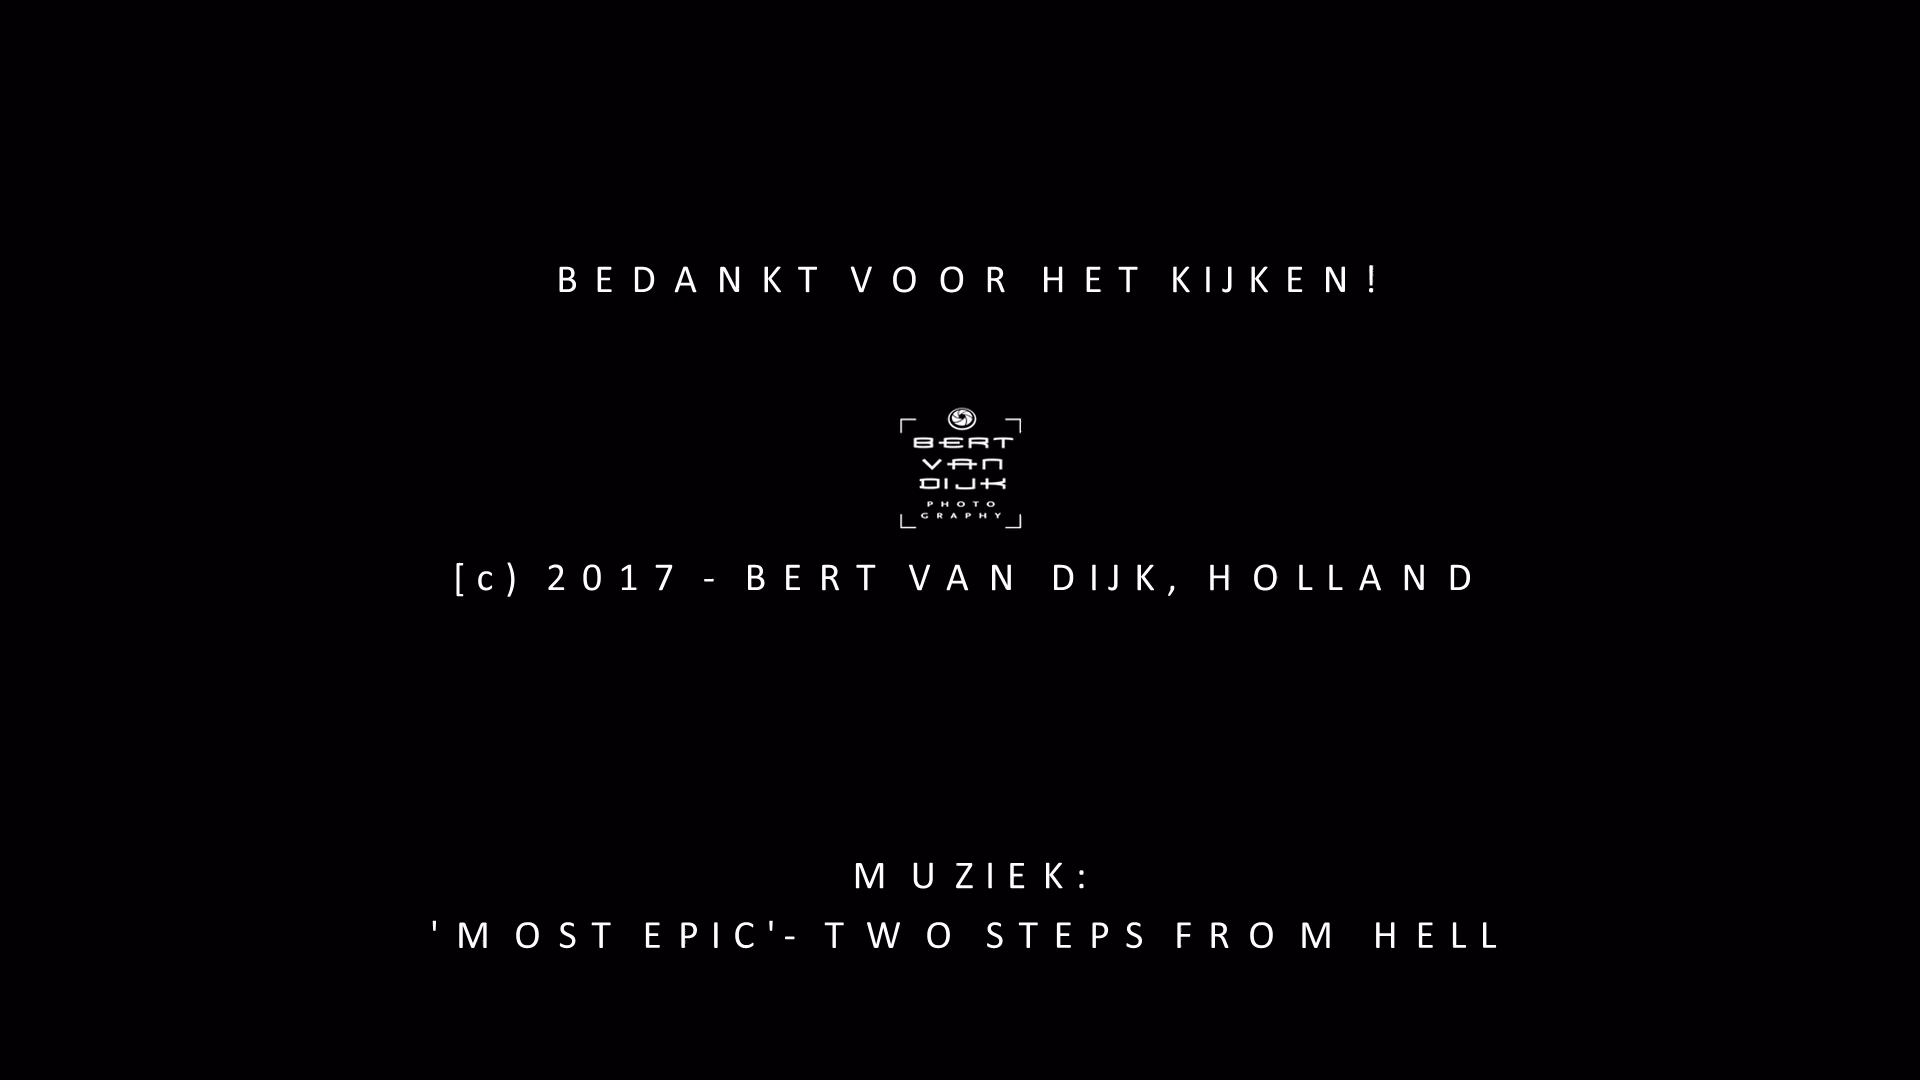 BEDANKT VOOR HET KIJKEN!
BERT
VAN
DIJK
PHOTO
GRAPHY
[c) 2017 - BERT VAN DIJK, HOLLAND
MUZIEK:
'MOST EPIC'- TWO STEPS FROM HELL